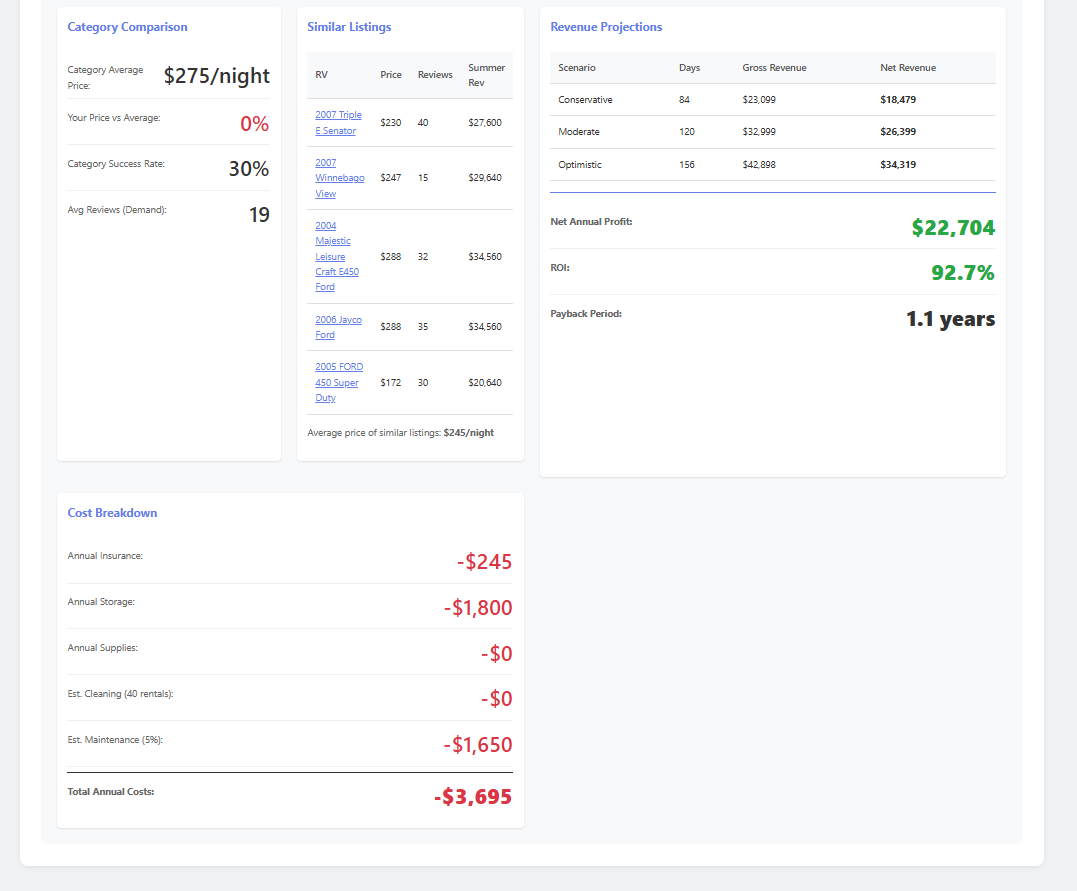 Category Comparison
Category Average
Price:
$275/night
Your Price vs Average:
0%
Category Success Rate:
30%
Avg Reviews (Demand):
19
Similar Listings
RV Price Reviews Summer
Rev
2007 Triple
E Senator
$230 40 $27,600
2007
Winnebago
View
$247 15 $29,640
2004
Majestic
Leisure
Craft E450
Ford
$288 32 $34,560
2006 Jayco
Ford
$288 35 $34,560
2005 FORD
450 Super
Duty
$172 30 $20,640
Average price of similar listings: $245/night
Revenue Projections
Scenario Days Gross Revenue Net Revenue
Conservative 84 $23,099 $18,479
Moderate 120 $32,999 $26,399
Optimistic 156 $42,898 $34,319
Net Annual Profit:
$22,704
ROI:
92.7%
Payback Period:
1.1 years
Cost Breakdown
Annual Insurance:
-$245
Annual Storage:
-$1,800
Annual Supplies:
-$0
Est. Cleaning (40 rentals):
-$0
Est. Maintenance (5%):
-$1,650
Total Annual Costs:
-$3,695